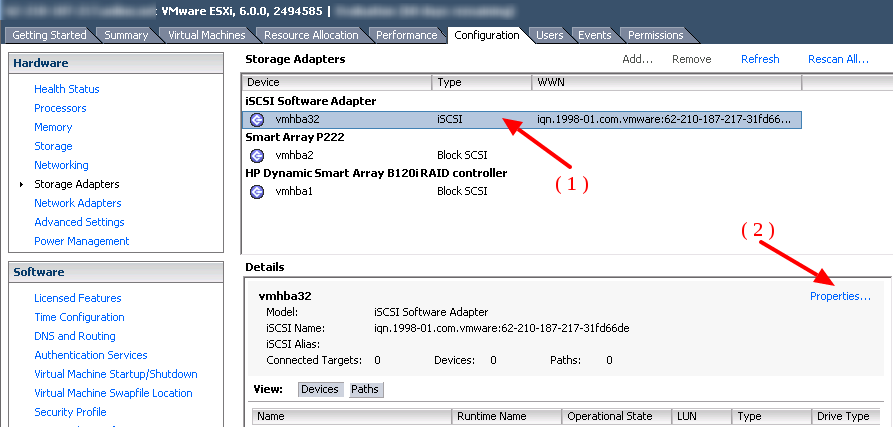 VMware ESXi, 6.0.0, 2494585 |
Getting Started Summary Virtual Machines Resource Allocation Performance Configuration Users Events Permissions
Hardware
Health Status
Processors
Memory
Storage
Networking
Storage Adapters
Network Adapters
Advanced Settings
Power Management
Software
Licensed Features
Time Configuration
DNS and Routing
Authentication Services
Virtual Machine Startup/Shutdown
Virtual Machine Swapfile Location
Security Profile
Storage Adapters Add... Remove Refresh Rescan All...
Device Type WWN
iSCSI Software Adapter
vmhba32 iSCSI iqn.1998-01.com.vmware:62-210-187-217-31fd66...
Smart Array P222
vmhba2 Block SCSI
HP Dynamic Smart Array B120i RAID controller
vmhba1 Block SCSI
( 1 )
( 2 )
Details
vmhba32 Properties...
Model: iSCSI Software Adapter
iSCSI Name: iqn.1998-01.com.vmware:62-210-187-217-31fd66de
iSCSI Alias:
Connected Targets: 0 Devices: 0 Paths: 0
View: Devices Paths
Name Runtime Name Operational State LUN Type Drive Type